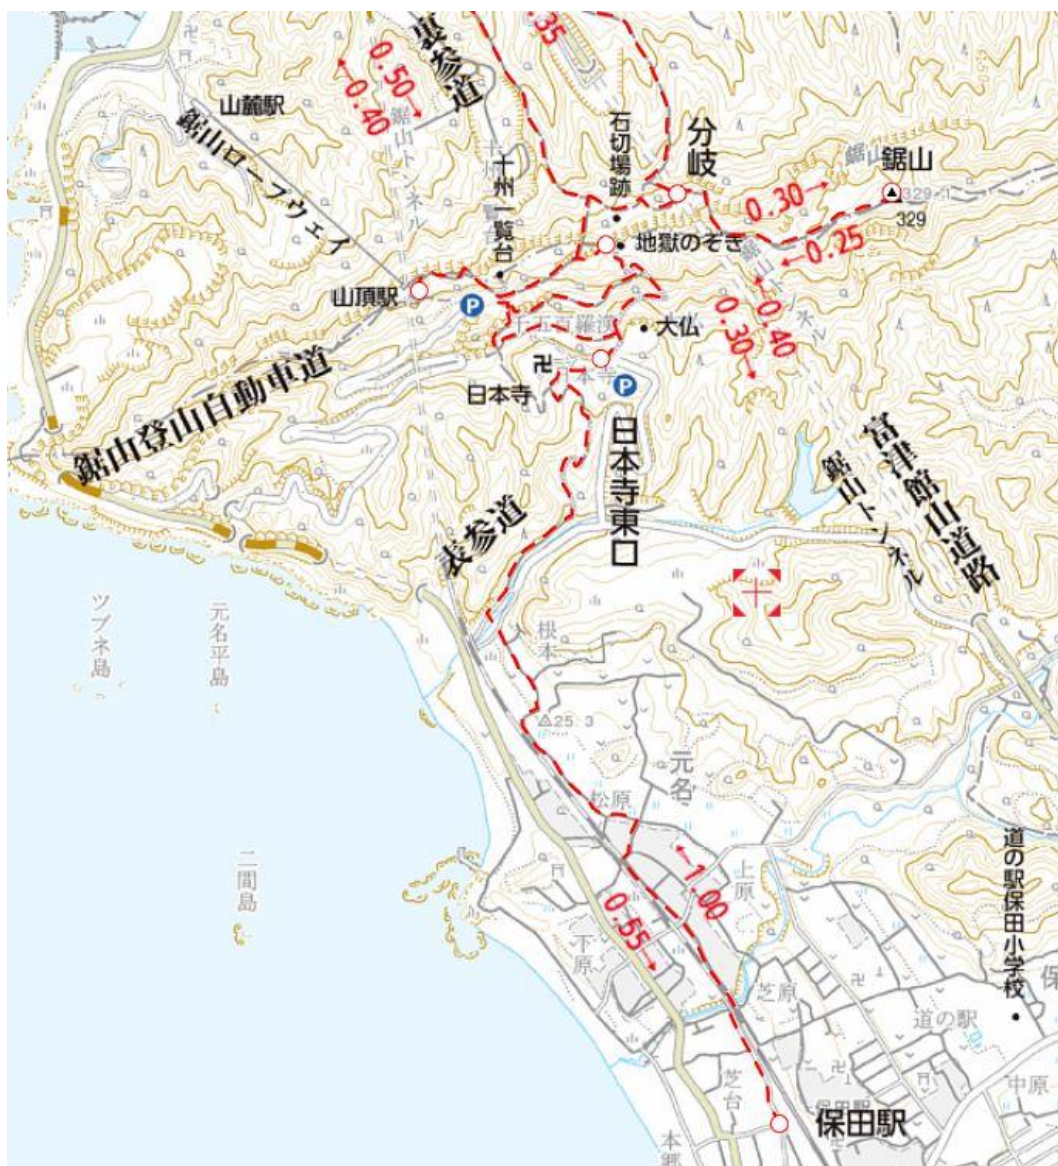 裏参道
0.35
0.50
0.40
山麓駅
鋸山ロープウェイ
鋸山トンネル
十州一覧台
石切場跡
分岐
鋸山
鋸山
329
0.30
0.25
地獄のぞき
山頂駅
P
千五百羅漢
大仏
0.40
0.30
卍
日本寺
P
鋸山登山自動車道
日本寺東口
富津館山道路
鋸山トンネル
表参道
ツブネ島
元名平島
根本
25.3
元名
松原
二間島
上原
1.00
0.55
下原
道の駅保田小学校
芝原
道の駅
保
芝台
中原
保田駅
保田駅
本郷